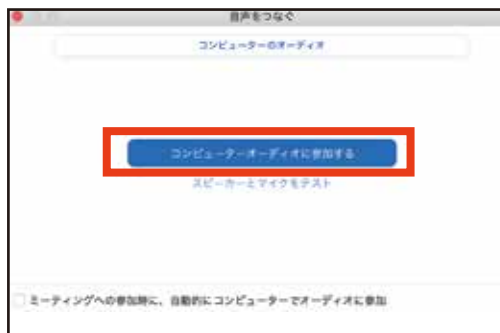 音声をつなぐ
コンピューターのオーディオ
コンピューターオーディオに参加する
スピーカーとマイクをテスト
ミーティングへの参加時に、自動的にコンピューターでオーディオに参加